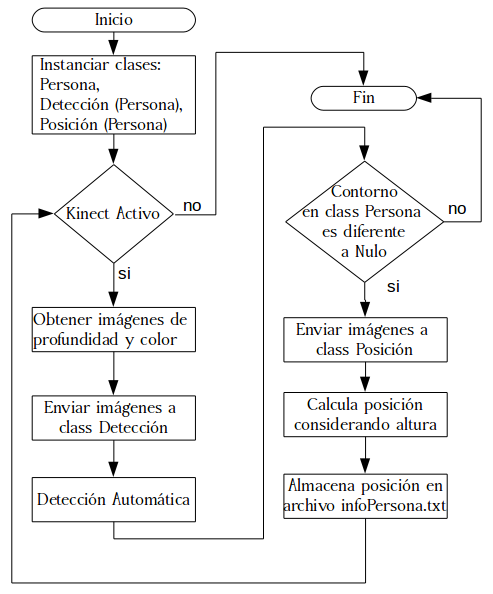 Inicio
Instanciar clases:
Persona,
Detección (Persona),
Posición (Persona)
Kinect Activo
no
si
Obtener imágenes de
profundidad y color
Enviar imágenes a
class Detección
Detección Automática
Fin
Contorno
en class Persona
es diferente
a Nulo
no
si
Enviar imágenes a
class Posición
Calcula posición
considerando altura
Almacena posición en
archivo infoPersona.txt